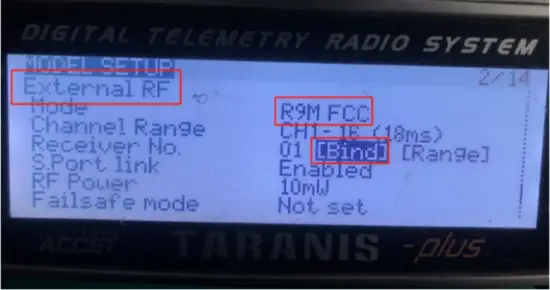 DIGITAL TELEMETRY RADIO SYSTEM
MODEL SETUP 2/14
External RF
Mode R9M FCC
Channel Range CH1-16 (18ms)
Receiver No. 01 [Bind] [Range]
S.Port link Enabled
RF Power 10mW
Failsafe mode Not set
ACCST TARANIS -plus